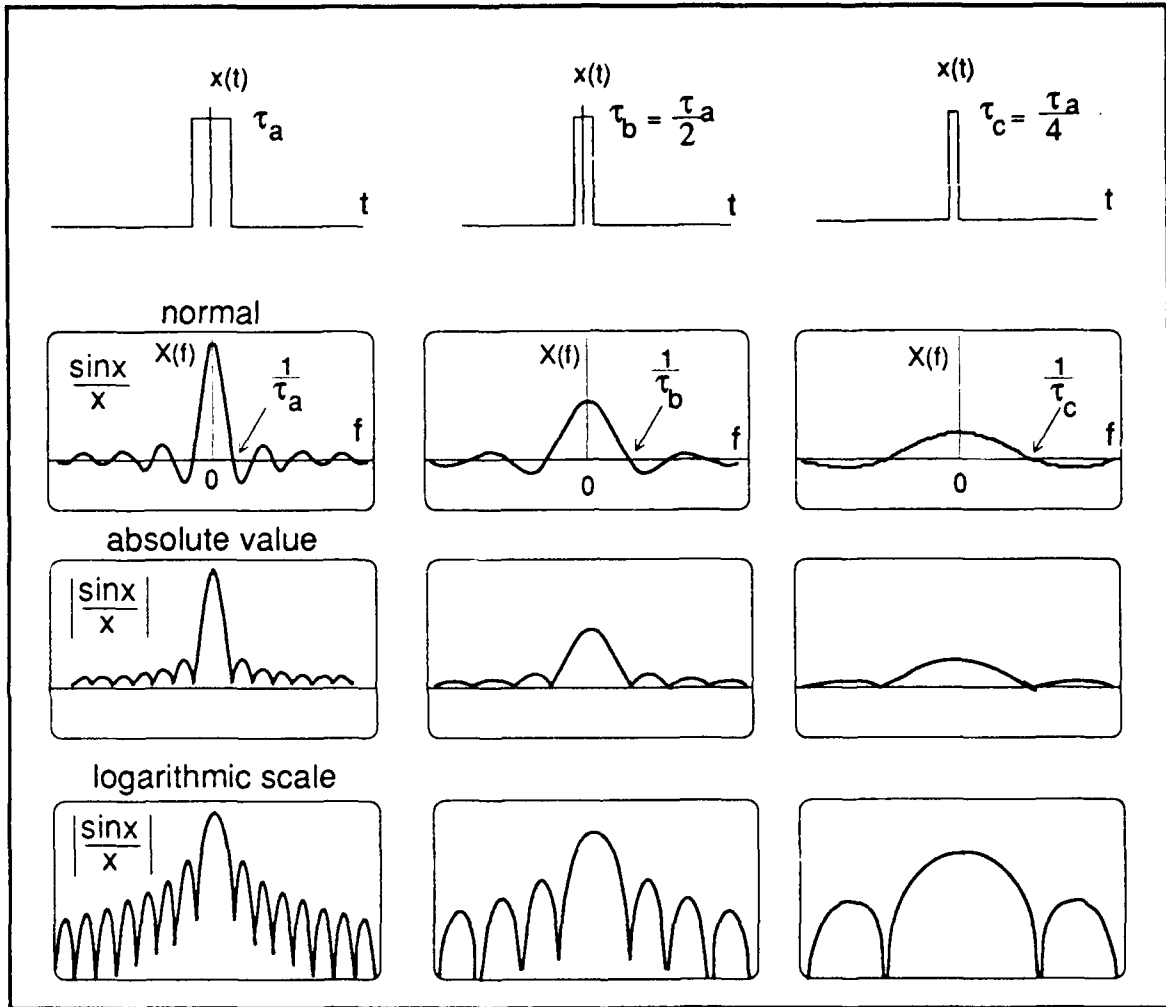 x(t) x(t) x(t)
τa τb = τa/2 τc = τa/4
t t t
normal
sinx/x X(f) 1/τa f 0
X(f) 1/τb f 0
X(f) 1/τc f 0
absolute value
|sinx/x|
logarithmic scale
|sinx/x|